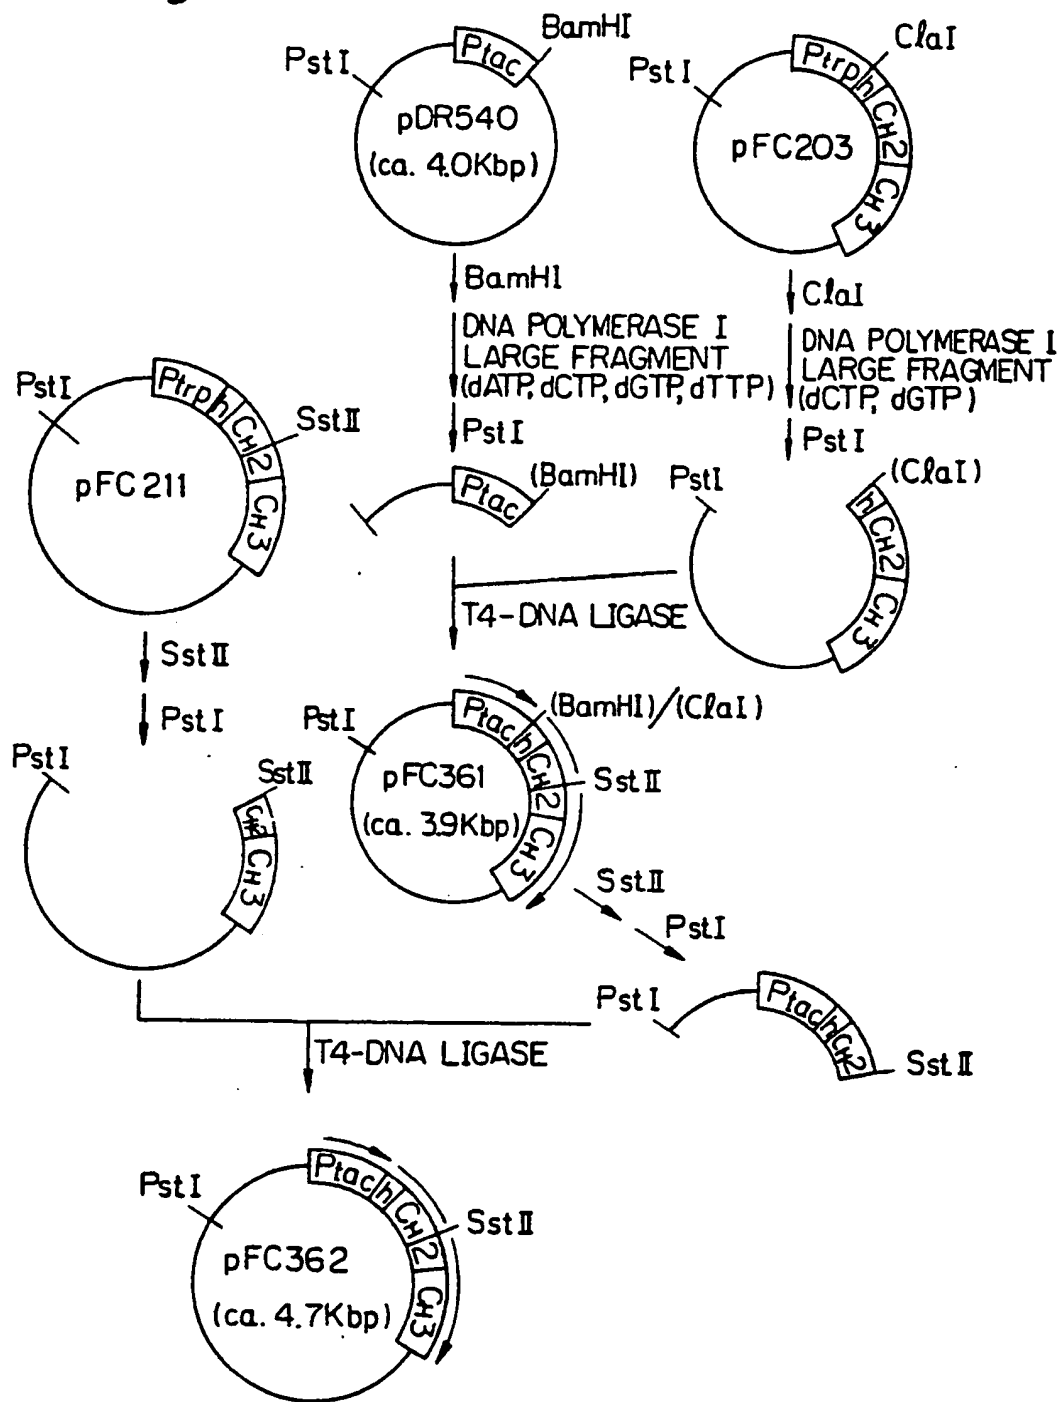 BamHI
Ptac
PstI
pDR540
(ca. 4.0Kbp)
ClaI
Ptrp h CH2 CH3
PstI
pFC203
BamHI
DNA POLYMERASE I
LARGE FRAGMENT
(dATP, dCTP, dGTP, dTTP)
PstI
ClaI
DNA POLYMERASE I
LARGE FRAGMENT
(dCTP, dGTP)
PstI
PstI
Ptrp h CH2 CH3
SstII
pFC211
Ptac
(BamHI)
PstI
(ClaI)
h CH2 CH3
T4-DNA LIGASE
SstII
PstI
PstI
SstII
CH2 CH3
PstI
Ptac h CH2 CH3
(BamHI)/(ClaI)
SstII
pFC361
(ca. 3.9Kbp)
SstII
PstI
PstI
Ptac h CH2
SstII
T4-DNA LIGASE
PstI
Ptac h CH2 CH3
SstII
pFC362
(ca. 4.7Kbp)